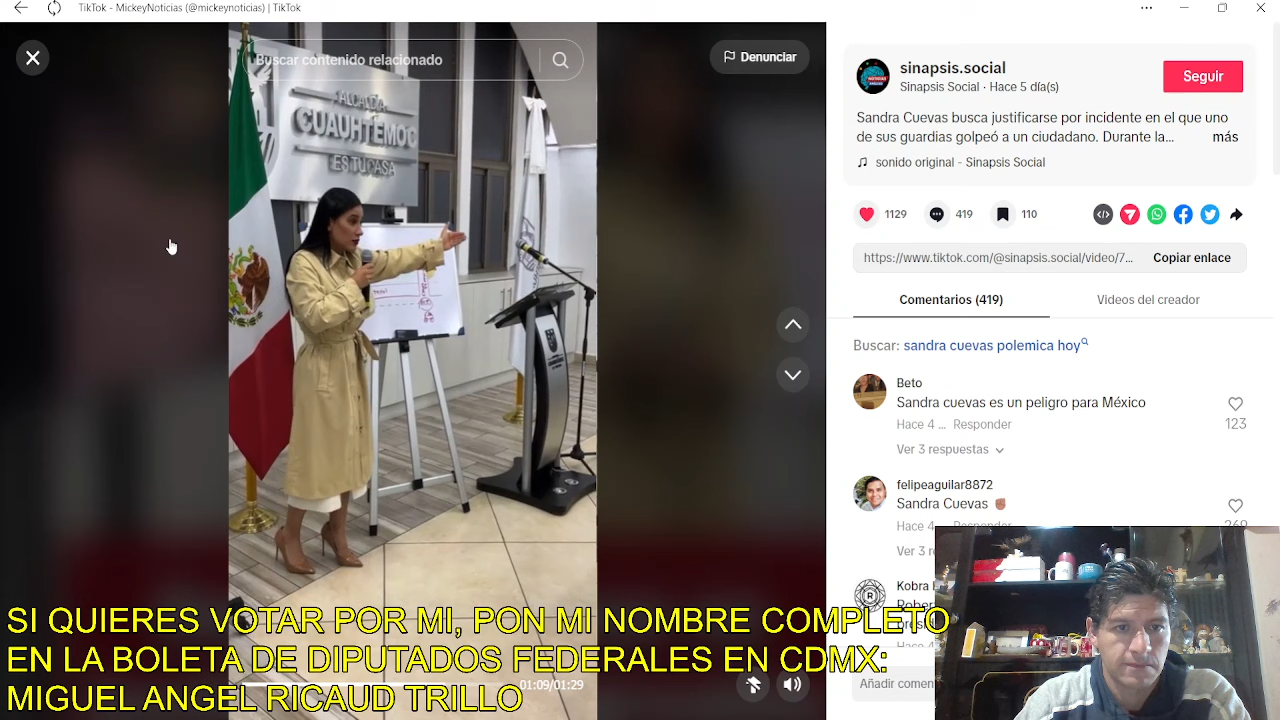 TikTok - MickeyNoticias (@mickeynoticias) | TikTok
Buscar contenido relacionado
Denunciar
ALCALDÍA
CUAUHTÉMOC
ES TU CASA
01:09/01:29
sinapsis.social
Sinapsis Social · Hace 5 día(s)
Seguir
Sandra Cuevas busca justificarse por incidente en el que uno
de sus guardias golpeó a un ciudadano. Durante la... más
sonido original - Sinapsis Social
1129 419 110
https://www.tiktok.com/@sinapsis.social/video/7... Copiar enlace
Comentarios (419) Videos del creador
Buscar: sandra cuevas polemica hoy
Beto
Sandra cuevas es un peligro para México
123
Hace 4 ... Responder
Ver 3 respuestas
felipeaguilar8872
Sandra Cuevas
Hace 4
Ver 3 re
Kobra
Añadir coment
SI QUIERES VOTAR POR MI, PON MI NOMBRE COMPLETO
EN LA BOLETA DE DIPUTADOS FEDERALES EN CDMX:
MIGUEL ANGEL RICAUD TRILLO